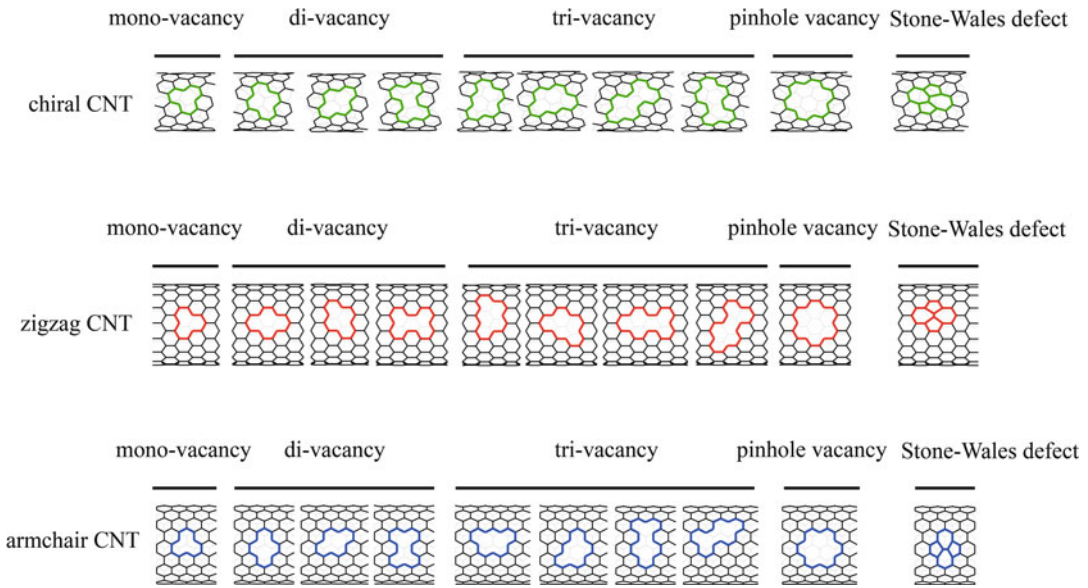 mono-vacancy di-vacancy tri-vacancy pinhole vacancy Stone-Wales defect
chiral CNT
mono-vacancy di-vacancy tri-vacancy pinhole vacancy Stone-Wales defect
zigzag CNT
mono-vacancy di-vacancy tri-vacancy pinhole vacancy Stone-Wales defect
armchair CNT